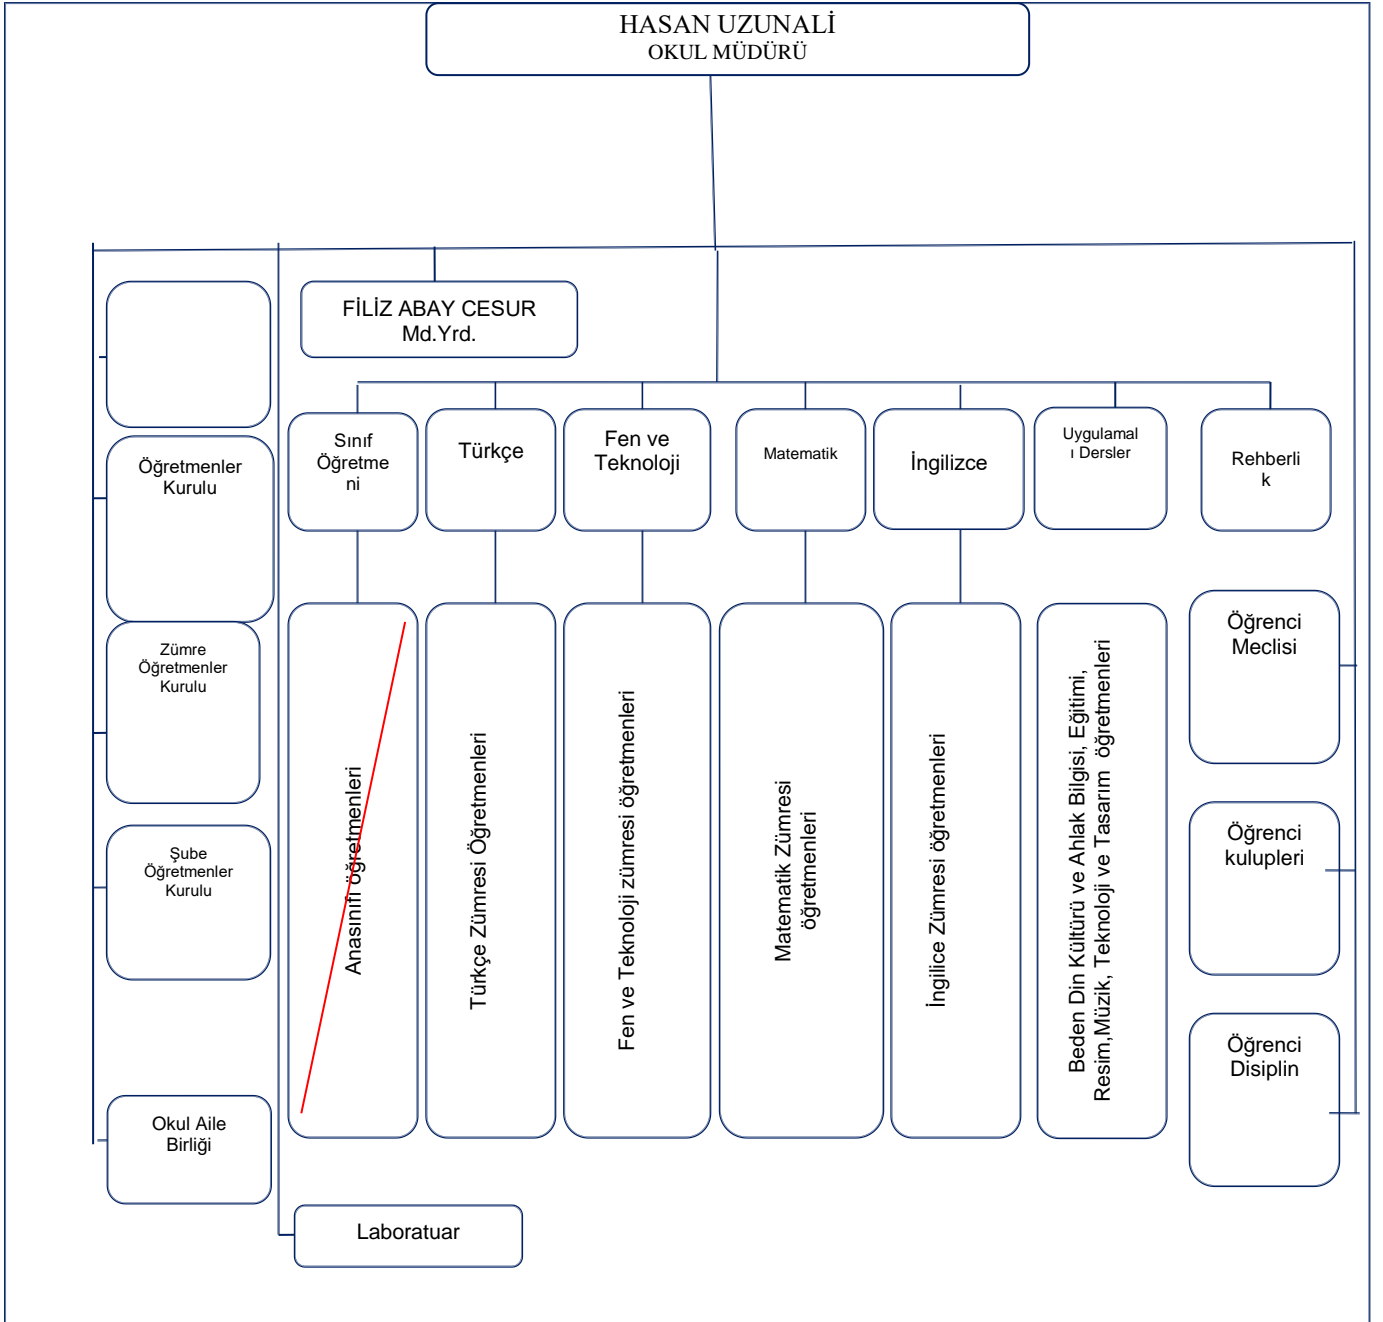 HASAN UZUNALİ
OKUL MÜDÜRÜ
FİLİZ ABAY CESUR
Md.Yrd.
Öğretmenler
Kurulu
Zümre
Öğretmenler
Kurulu
Şube
Öğretmenler
Kurulu
Okul Aile
Birliği
Sınıf
Öğretme
ni
Türkçe
Fen ve
Teknoloji
Matematik
İngilizce
Uygulamal
ı Dersler
Rehberli
k
Anasınıfı öğretmenleri
Türkçe Zümresi Öğretmenleri
Fen ve Teknoloji zümresi öğretmenleri
Matematik Zümresi
öğretmenleri
İngilice Zümresi öğretmenleri
Beden Din Kültürü ve Ahlak Bilgisi, Eğitimi,
Resim,Müzik, Teknoloji ve Tasarım  öğretmenleri
Öğrenci
Meclisi
Öğrenci
kulupleri
Öğrenci
Disiplin
Laboratuar